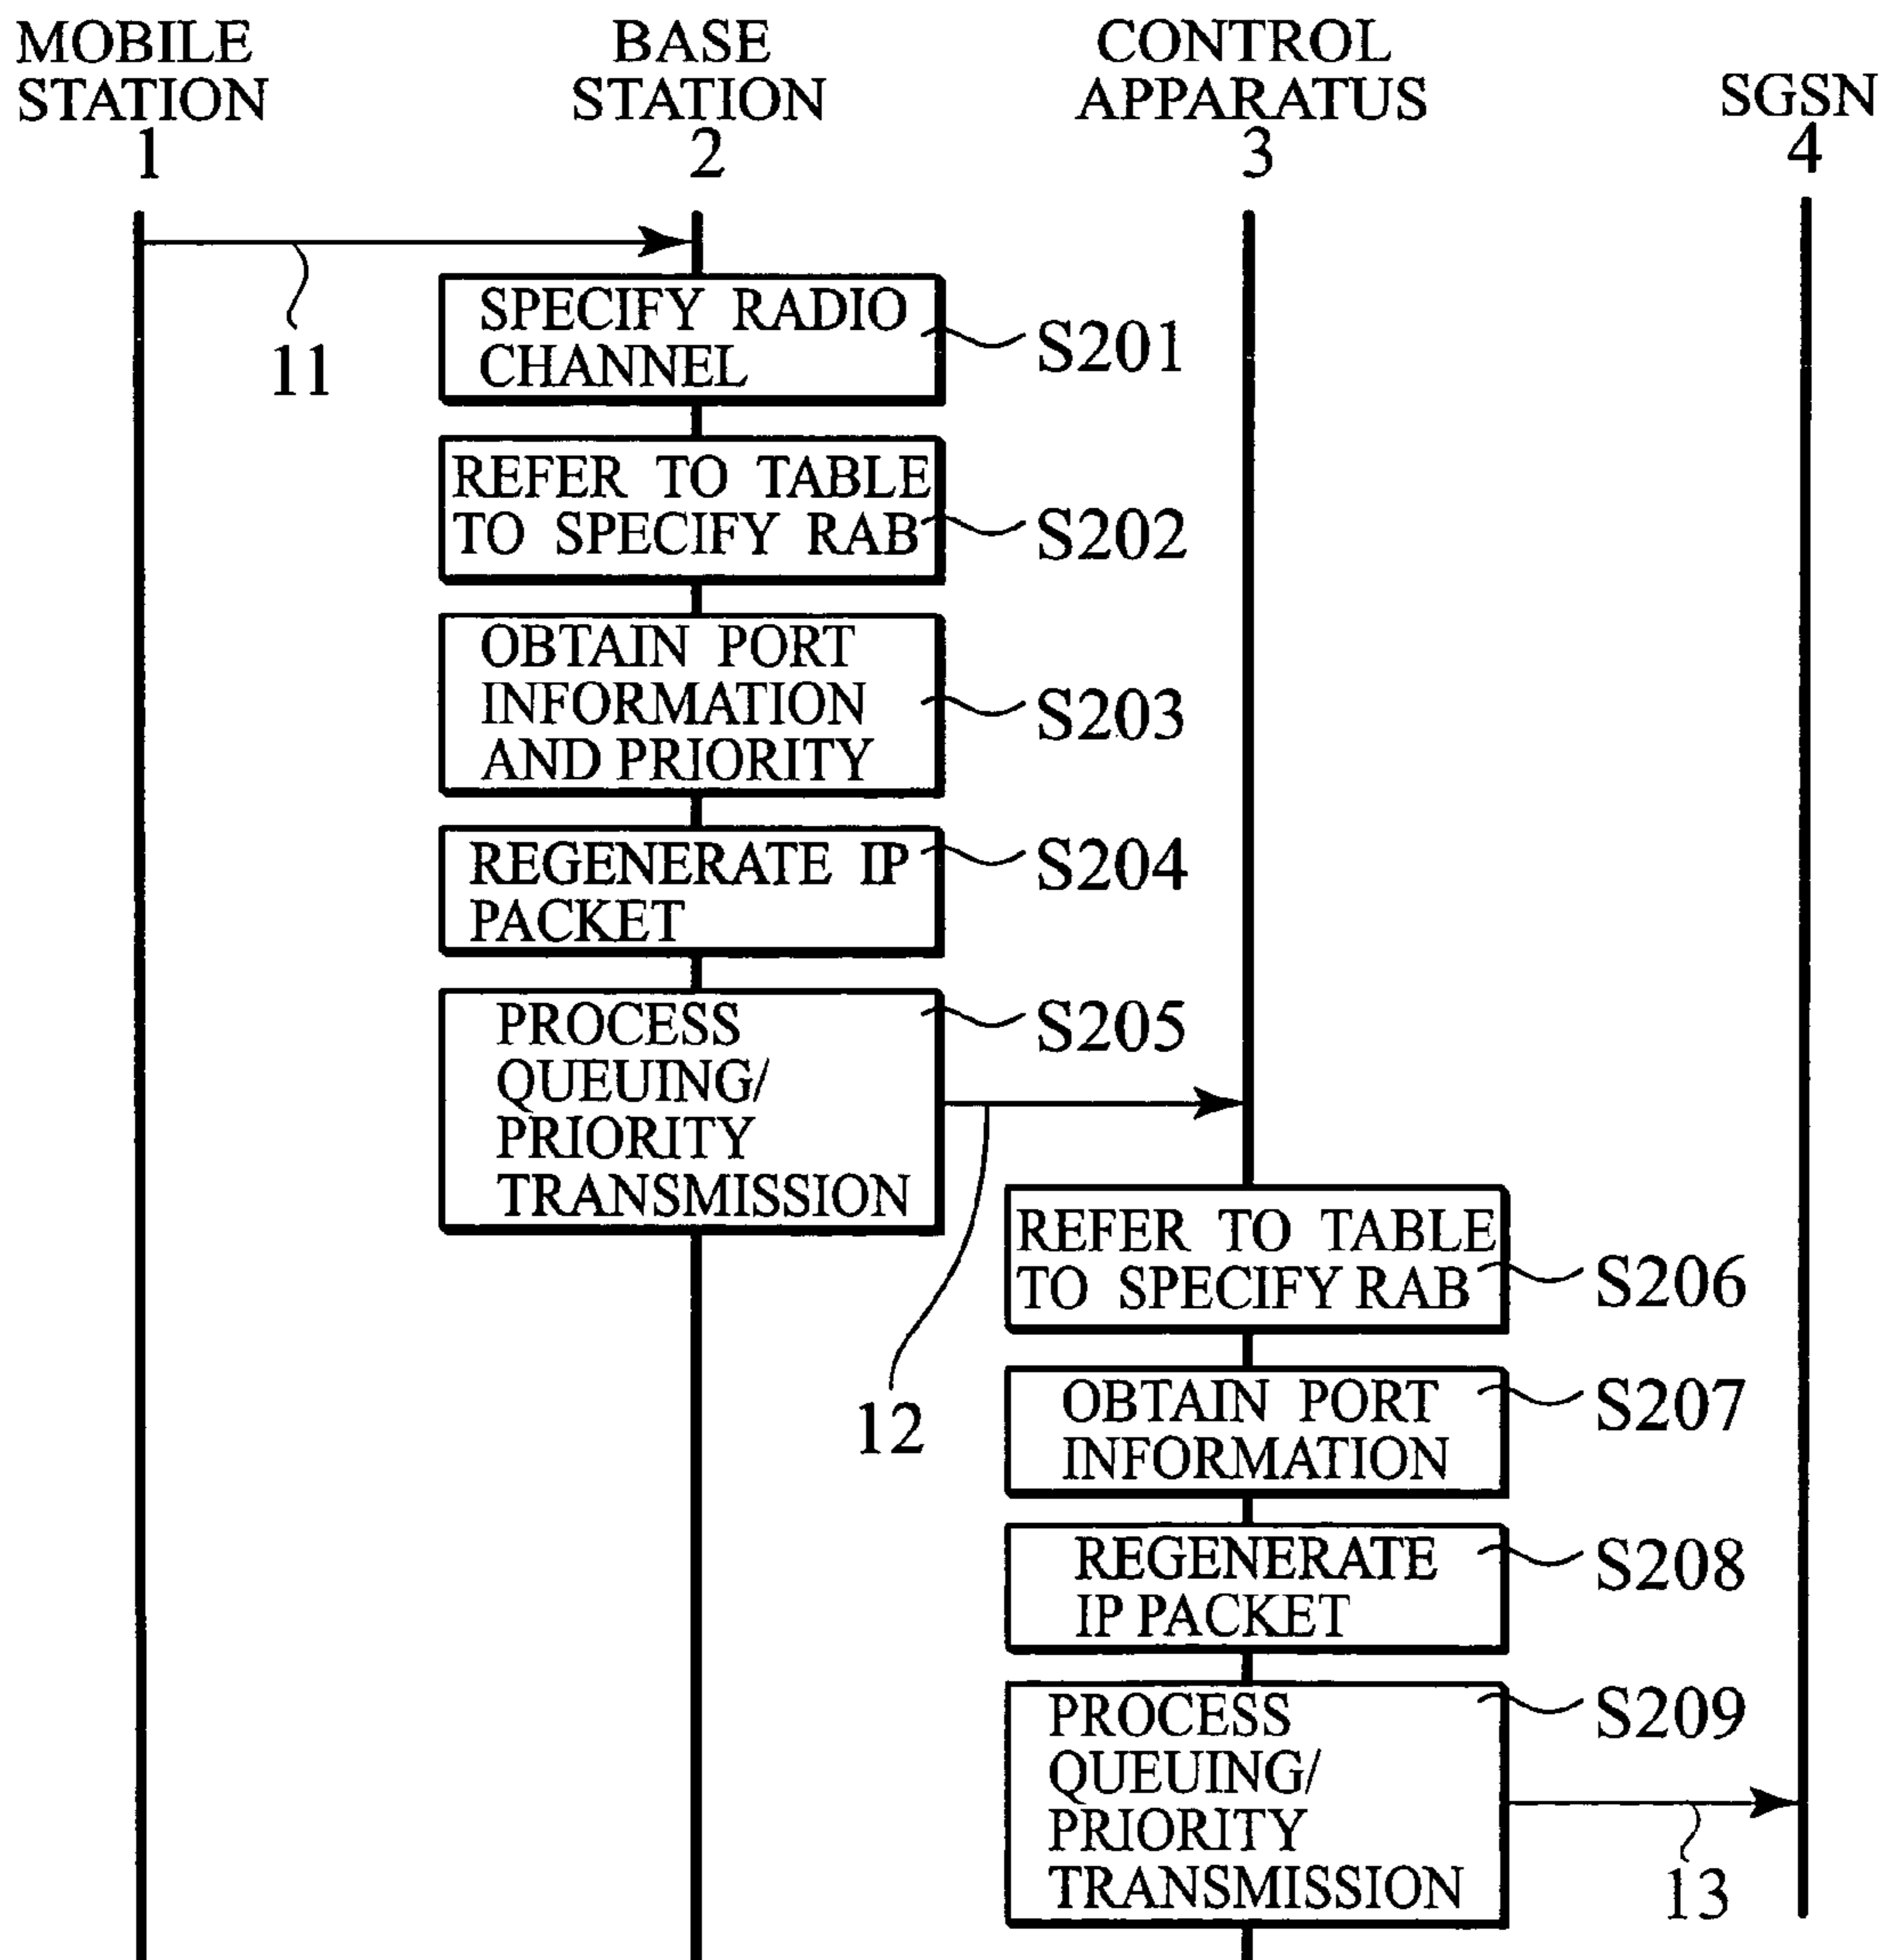 MOBILE
STATION
1
BASE
STATION
2
CONTROL
APPARATUS
3
SGSN
4
11
SPECIFY RADIO
CHANNEL
S201
REFER TO TABLE
TO SPECIFY RAB
S202
OBTAIN PORT
INFORMATION
AND PRIORITY
S203
REGENERATE IP
PACKET
S204
PROCESS
QUEUING/
PRIORITY
TRANSMISSION
S205
12
REFER TO TABLE
TO SPECIFY RAB
S206
OBTAIN PORT
INFORMATION
S207
REGENERATE
IP PACKET
S208
PROCESS
QUEUING/
PRIORITY
TRANSMISSION
S209
13